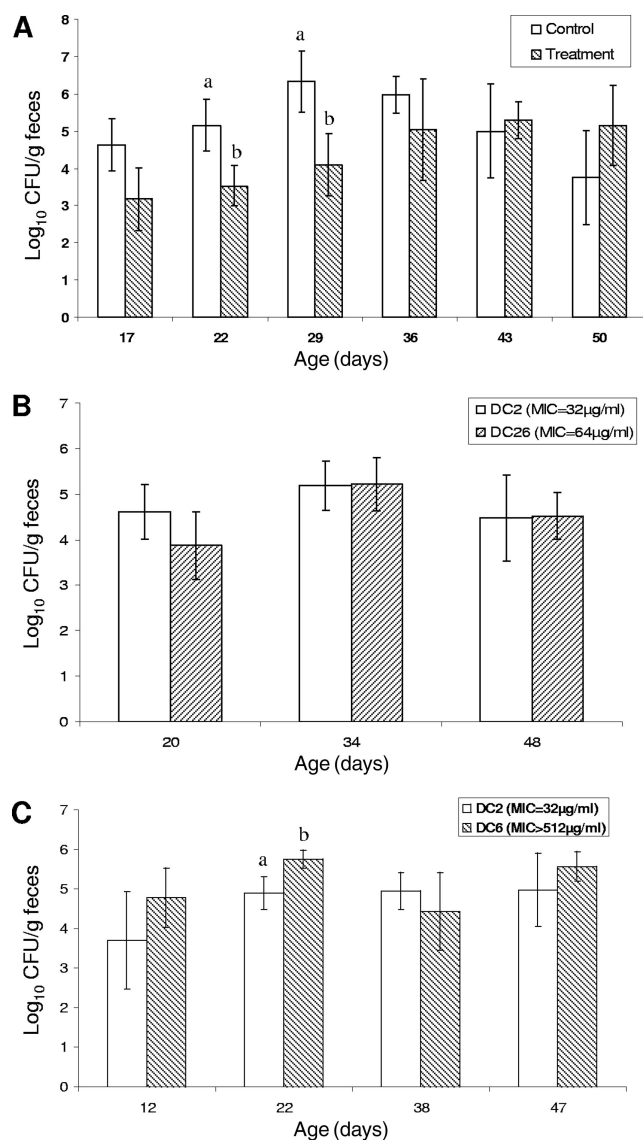 A
Control
Treatment
8
7
6
5
4
3
2
1
0
a
b
a
b
Log10 CFU/g feces
17 22 29 36 43 50
Age (days)
B
DC2 (MIC=32µg/ml)
DC26 (MIC=64µg/ml)
7
6
5
4
3
2
1
0
Log10 CFU/g feces
20 34 48
Age (days)
C
DC2 (MIC=32µg/ml)
DC6 (MIC>512µg/ml)
7
6
5
4
3
2
1
0
a
b
Log10 CFU/g feces
12 22 38 47
Age (days)